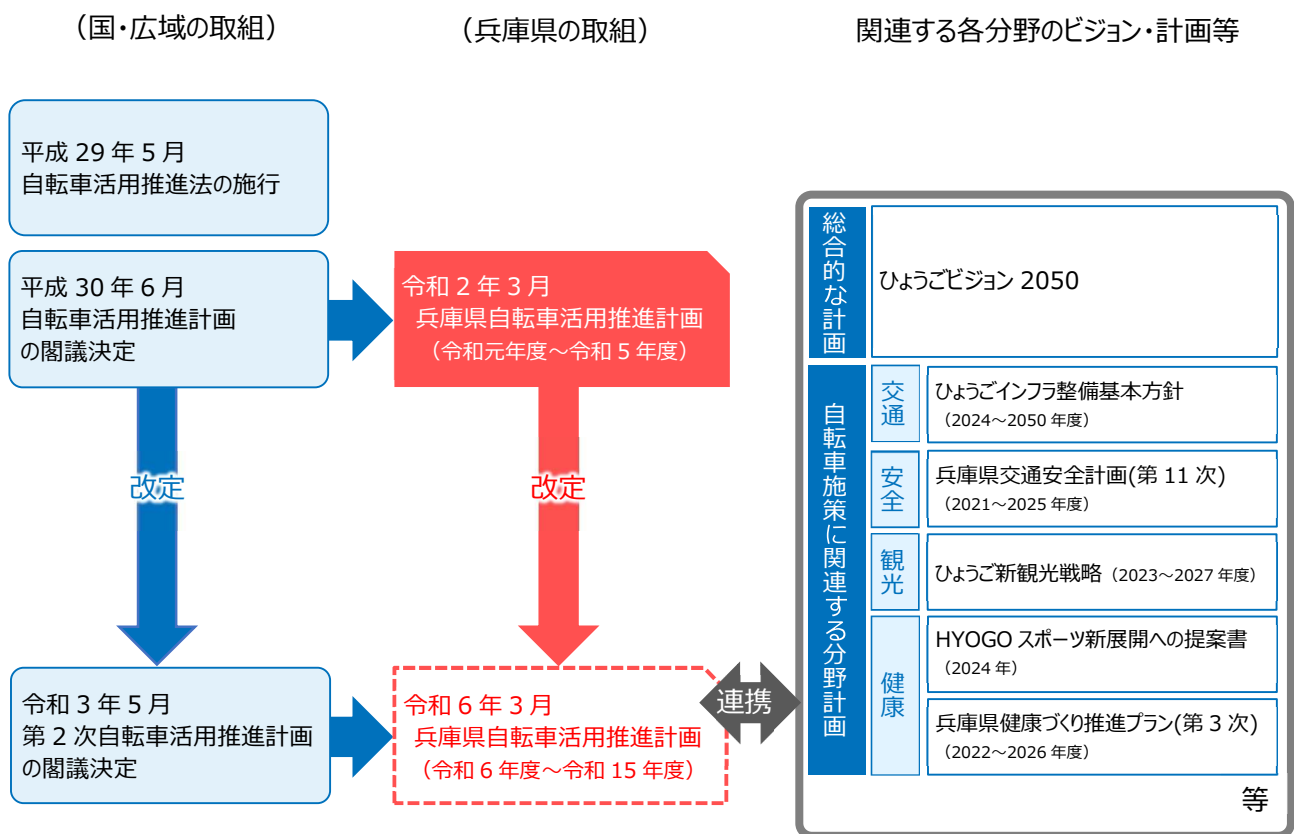 （国・広域の取組）
（兵庫県の取組）
関連する各分野のビジョン・計画等
平成 29 年 5 月
自転車活用推進法の施行
平成 30 年 6 月
自転車活用推進計画
の閣議決定
令和 2 年 3 月
兵庫県自転車活用推進計画
（令和元年度～令和 5 年度）
改定
改定
令和 3 年 5 月
第 2 次自転車活用推進計画
の閣議決定
令和 6 年 3 月
兵庫県自転車活用推進計画
（令和 6 年度～令和 15 年度）
連携
総合的な計画
ひょうごビジョン 2050
自転車施策に関連する分野計画
交通
ひょうごインフラ整備基本方針
（2024～2050 年度）
安全
兵庫県交通安全計画(第 11 次)
（2021～2025 年度）
観光
ひょうご新観光戦略（2023～2027 年度）
健康
HYOGO スポーツ新展開への提案書
（2024 年）
兵庫県健康づくり推進プラン(第 3 次)
（2022～2026 年度）
等